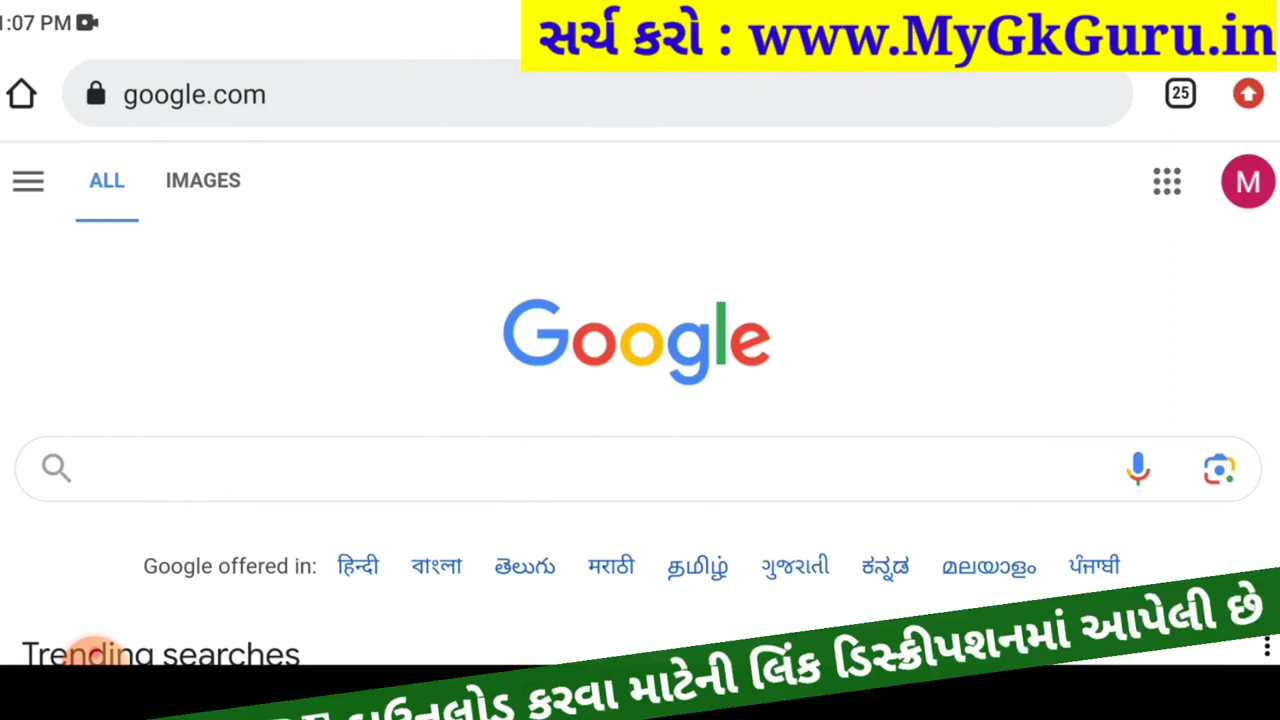 1:07 PM
સર્ચ કરો : www.MyGkGuru.in
google.com
25
ALL IMAGES
M
Google
Google offered in: हिन्दी বাংলা తెలుగు मराठी தமிழ் ગુજરાતી ಕನ್ನಡ മലയാളം ਪੰਜਾਬੀ
Trending searches
ડાઉનલોડ કરવા માટેની લિંક ડિસ્ક્રીપશનમાં આપેલી છે